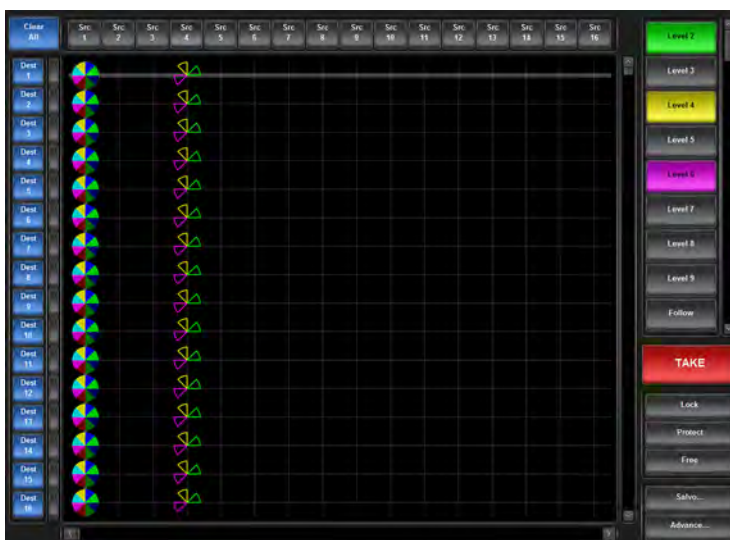 Clear All
Src 1
Src 2
Src 3
Src 4
Src 5
Src 6
Src 7
Src 8
Src 9
Src 10
Src 11
Src 12
Src 13
Src 14
Src 15
Src 16
Dest 1
Dest 2
Dest 3
Dest 4
Dest 5
Dest 6
Dest 7
Dest 8
Dest 9
Dest 10
Dest 11
Dest 12
Dest 13
Dest 14
Dest 15
Dest 16
Level 2
Level 3
Level 4
Level 5
Level 6
Level 7
Level 8
Level 9
Follow
TAKE
Lock
Protect
Free
Salvo...
Advance...